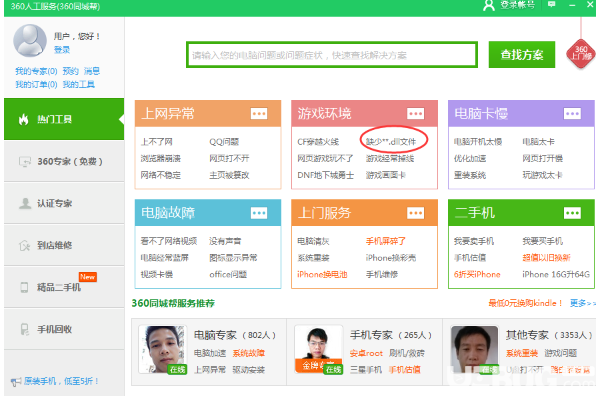 360人工服务(360同城帮)
登录帐号
用户，您好！
登录
我的专家(0) 预约 消息
我的订单(0) 我的工具
请输入您的电脑问题或问题症状，快速查找解决方案
查找方案
360
上门修
热门工具
360专家（免费）
认证专家
到店维修
精品二手机
New
手机回收
原装手机，低至5折！
上网异常
上不了网 QQ问题
浏览器崩溃 网页打不开
网络不稳定 主页被篡改
游戏环境
CF穿越火线 缺少**.dll文件
网页游戏玩不了 游戏经常掉线
DNF地下城勇士 游戏画面卡
电脑卡慢
电脑开机太慢 电脑太卡
优化加速 网页打开慢
重装系统 玩游戏太卡
电脑故障
看不了网络视频 没有声音
电脑经常蓝屏 图标显示异常
视频卡慢 office问题
上门服务
电脑清灰 手机屏碎了
系统重装 iPhone换彩壳
iPhone换电池 手机维修
二手机
我要卖手机 我要买手机
手机估值 超值以旧换新
6折买iPhone iPhone 16G升64G
360同城帮服务推荐
最低0元换购kindle！ 更多>>
电脑专家（802人）
电脑加速 系统故障
上网异常 驱动安装
在线
手机专家（265人）
安卓root 刷机/救砖
三星手机 手机估值
金牌
在线
其他专家（3353人）
系统重装 游戏问题
在线